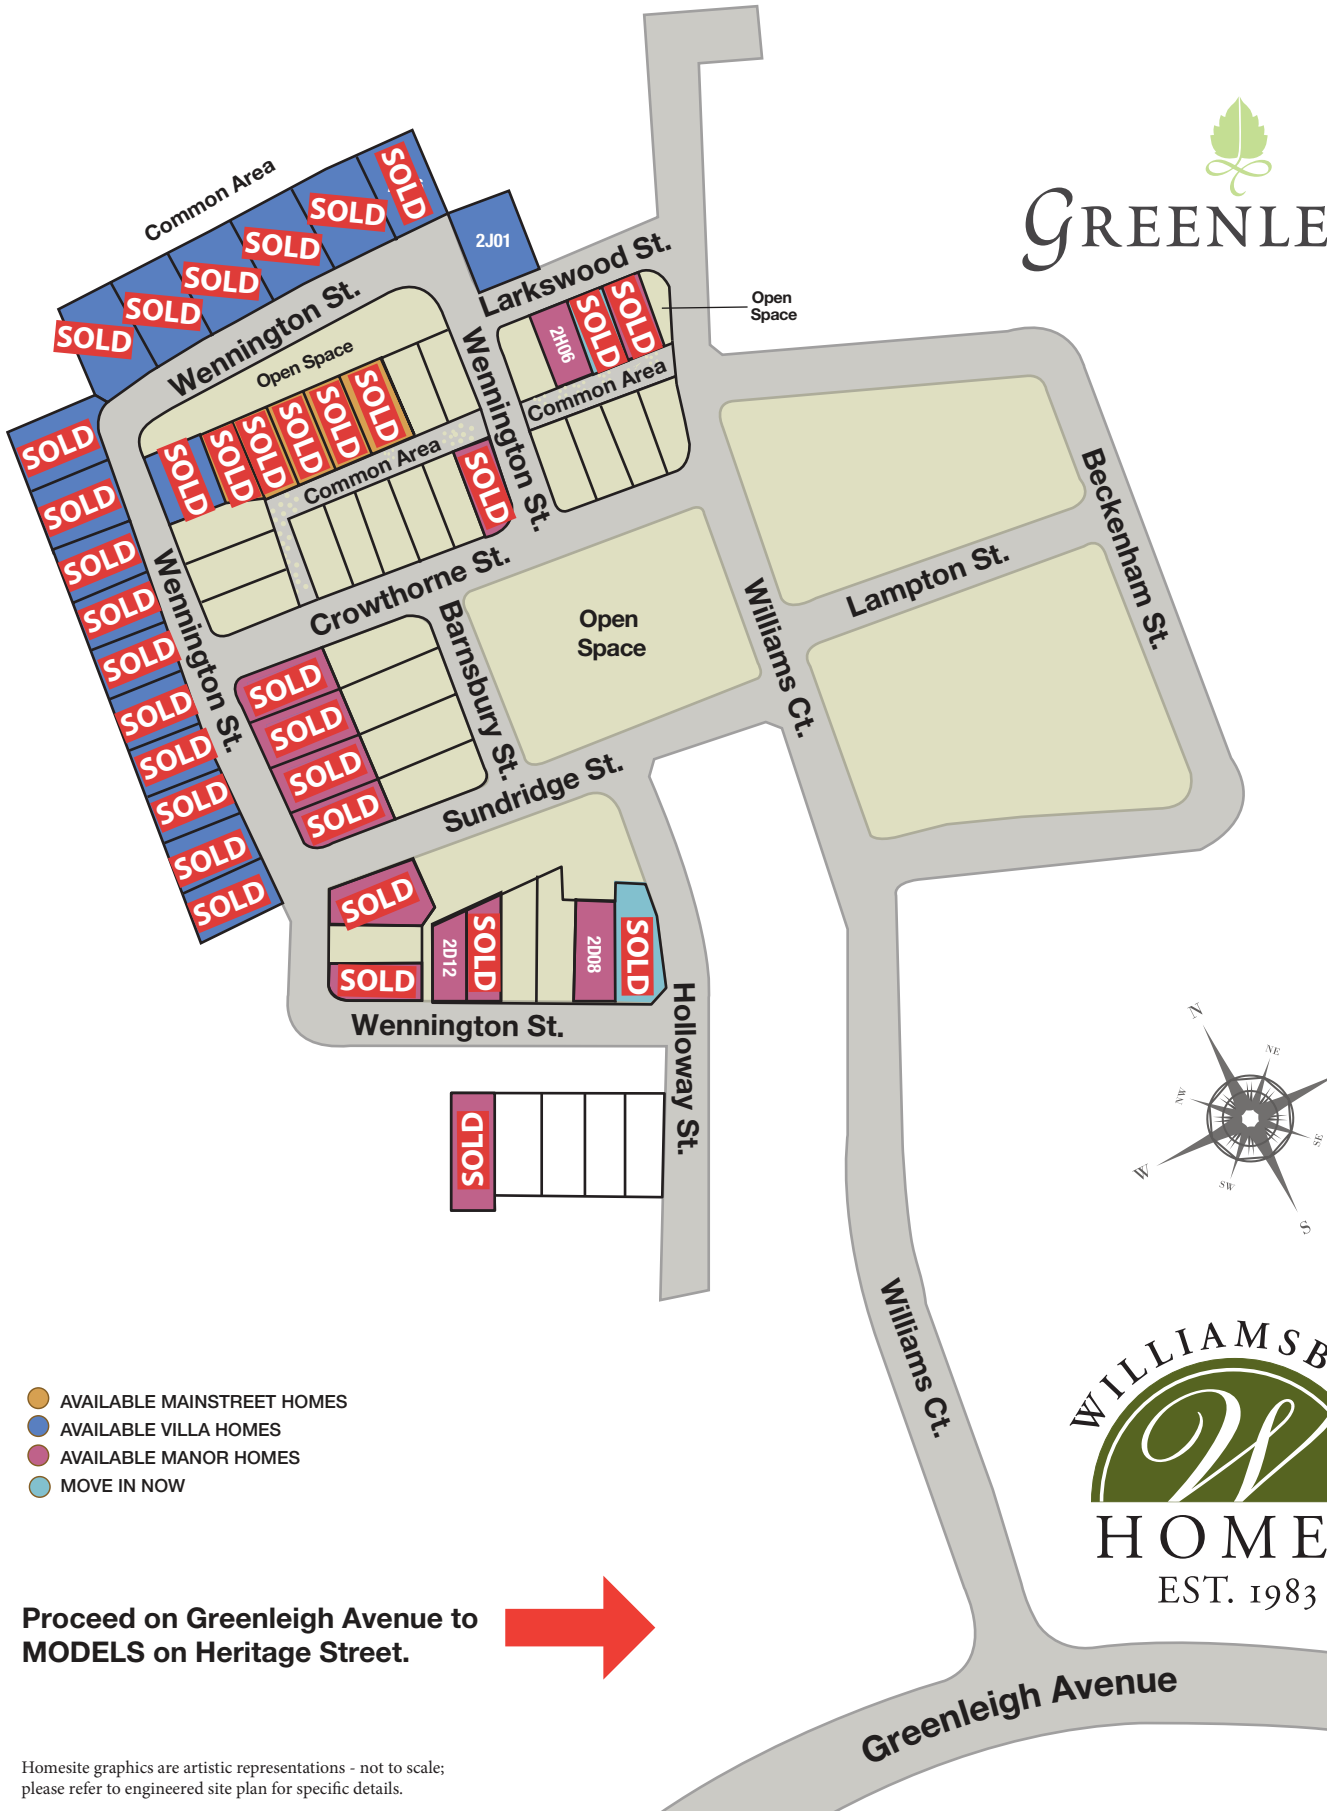 GREENLE
Common Area
SOLD
SOLD
SOLD
SOLD
SOLD
SOLD
2J01
Larkswood St.
Wennington St.
Open Space
Open
Space
2H06
SOLD
SOLD
Common Area
Wennington St.
SOLD
SOLD
SOLD
SOLD
SOLD
SOLD
Common Area
SOLD
SOLD
SOLD
SOLD
SOLD
SOLD
SOLD
SOLD
SOLD
SOLD
SOLD
Wennington St.
Crowthorne St.
Barnsbury St.
Open
Space
Williams Ct.
Lampton St.
Beckenham St.
SOLD
SOLD
SOLD
SOLD
Sundridge St.
SOLD
SOLD
2D12
SOLD
2D08
SOLD
Wennington St.
Holloway St.
SOLD
N
NE
NW
W
SE
SW
S
Williams Ct.
AVAILABLE MAINSTREET HOMES
AVAILABLE VILLA HOMES
AVAILABLE MANOR HOMES
MOVE IN NOW
WILLIAMSB
W
HOME
EST. 1983
Proceed on Greenleigh Avenue to
MODELS on Heritage Street.
Greenleigh Avenue
Homesite graphics are artistic representations - not to scale;
please refer to engineered site plan for specific details.